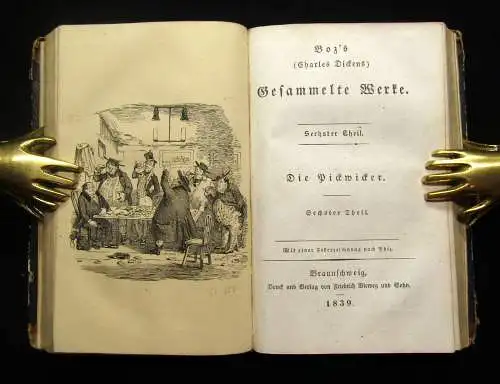 Boz's
(Charles Dickens)
Gesammelte Werke.
Sechster Theil.
Die Pickwicker.
Sechster Theil.
Mit einer Federzeichnung nach Phiz.
Braunschweig,
Druck und Verlag von Friedrich Vieweg und Sohn.
1839.